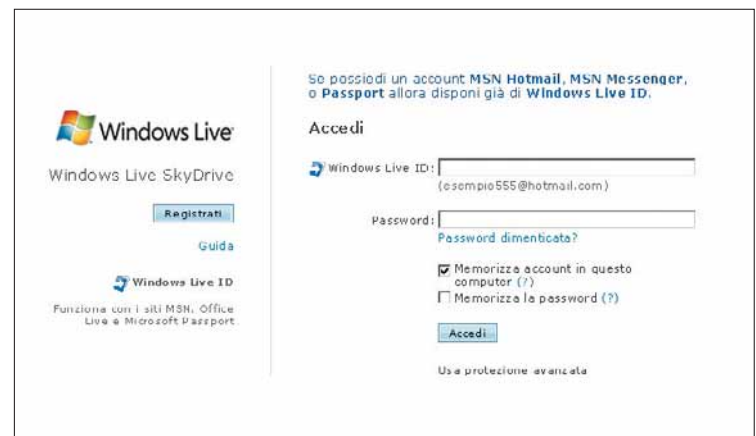 Windows Live
Windows Live SkyDrive
Registrati
Guida
Windows Live ID
Funziona con i siti MSN, Office
Live e Microsoft Passport
Se possiedi un account MSN Hotmail, MSN Messenger,
o Passport allora disponi già di Windows Live ID.
Accedi
Windows Live ID:
(esempio555@hotmail.com)
Password:
Password dimenticata?
Memorizza account in questo
computer (?)
Memorizza la password (?)
Accedi
Usa protezione avanzata